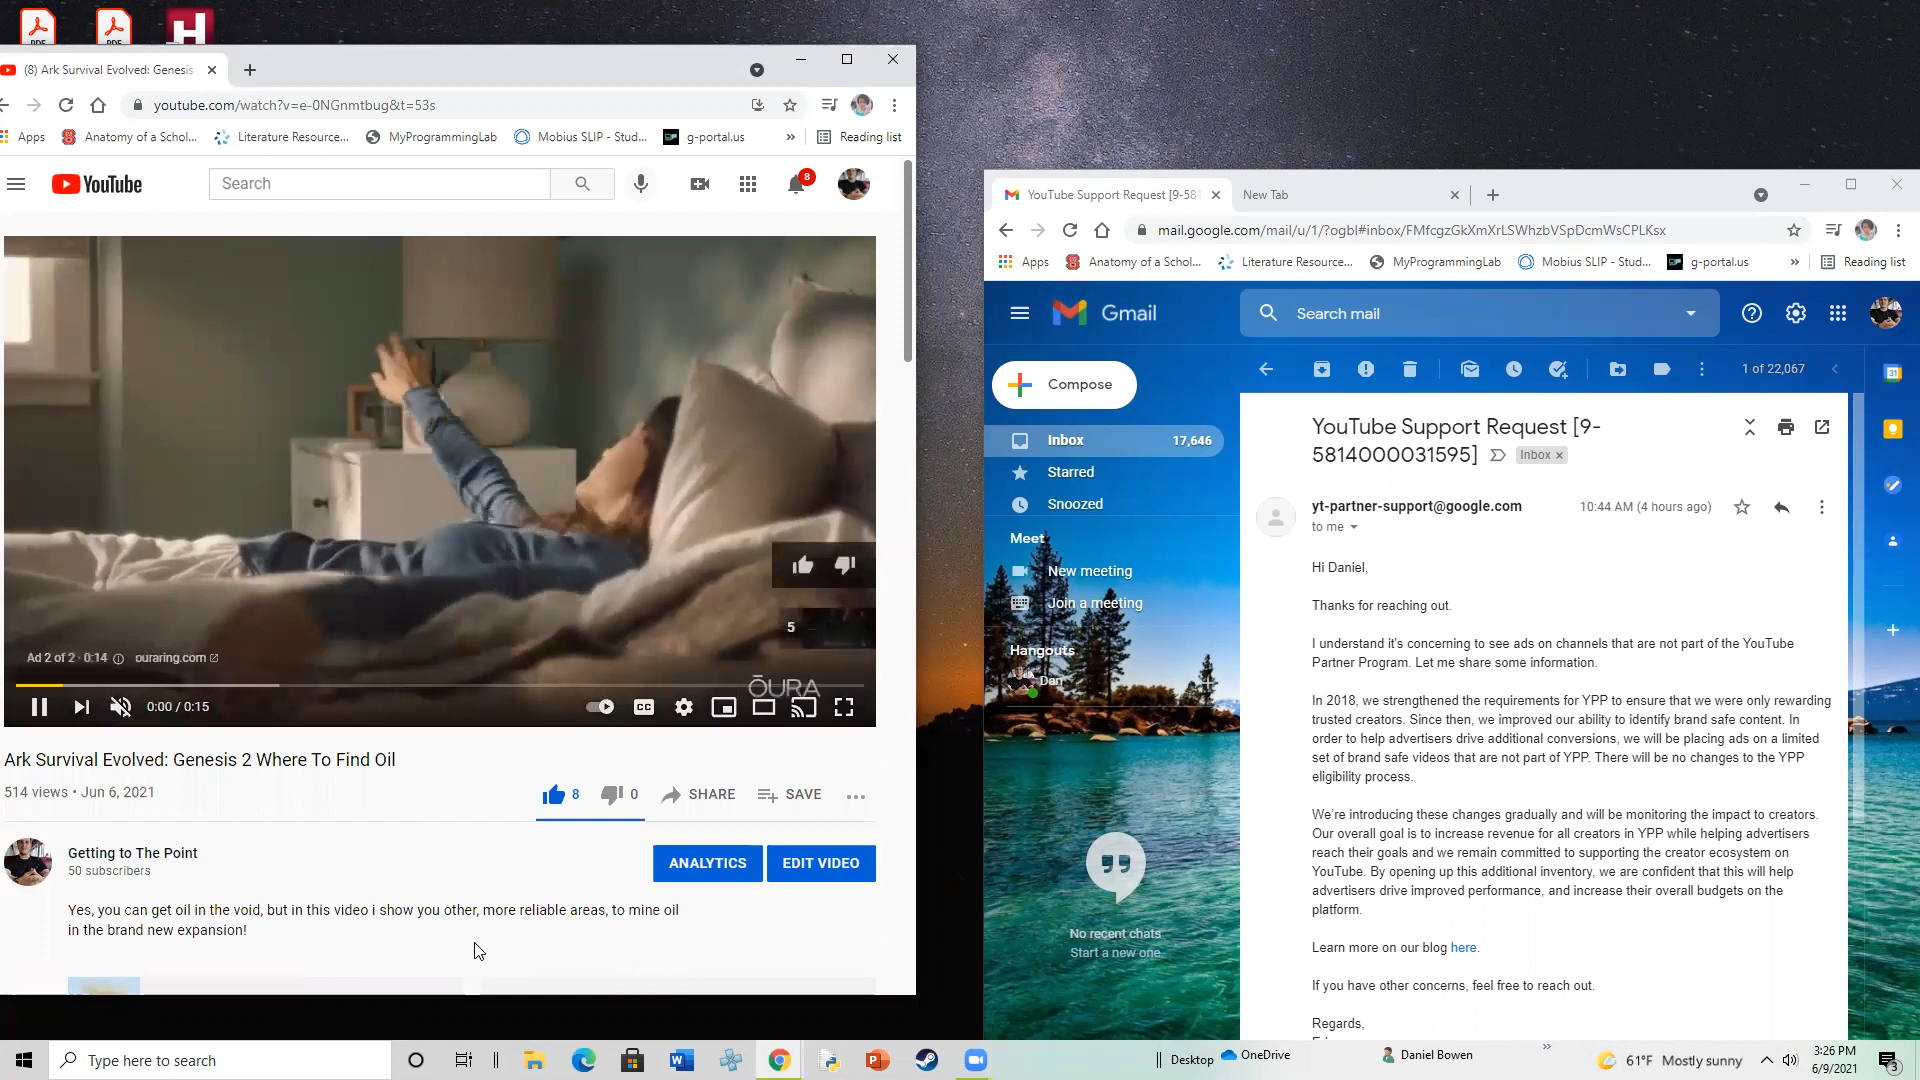 PDF
PDF
H
(8) Ark Survival Evolved: Genesis
youtube.com/watch?v=e-0NGnmtbug&t=53s
Apps
Anatomy of a Schol...
Literature Resource...
MyProgrammingLab
Mobius SLIP - Stud...
g-portal.us
»
Reading list
YouTube
Search
8
5
Ad 2 of 2 · 0:14
ouraring.com
ŌURA
0:00 / 0:15
CC
Ark Survival Evolved: Genesis 2 Where To Find Oil
514 views • Jun 6, 2021
8
0
SHARE
SAVE
Getting to The Point
50 subscribers
ANALYTICS
EDIT VIDEO
Yes, you can get oil in the void, but in this video i show you other, more reliable areas, to mine oil
in the brand new expansion!
YouTube Support Request [9-581
New Tab
mail.google.com/mail/u/1/?ogbl#inbox/FMfcgzGkXmXrLSWhzbVSpDcmWsCPLKsx
Apps
Anatomy of a Schol...
Literature Resource...
MyProgrammingLab
Mobius SLIP - Stud...
g-portal.us
»
Reading list
Gmail
Search mail
Compose
1 of 22,067
31
Inbox 17,646
Starred
Snoozed
Meet
New meeting
Join a meeting
Hangouts
Dan
No recent chats
Start a new one
YouTube Support Request [9-
5814000031595]
Inbox ×
yt-partner-support@google.com
10:44 AM (4 hours ago)
to me
Hi Daniel,
Thanks for reaching out.
I understand it's concerning to see ads on channels that are not part of the YouTube
Partner Program. Let me share some information.
In 2018, we strengthened the requirements for YPP to ensure that we were only rewarding
trusted creators. Since then, we improved our ability to identify brand safe content. In
order to help advertisers drive additional conversions, we will be placing ads on a limited
set of brand safe videos that are not part of YPP. There will be no changes to the YPP
eligibility process.
We're introducing these changes gradually and will be monitoring the impact to creators.
Our overall goal is to increase revenue for all creators in YPP while helping advertisers
reach their goals and we remain committed to supporting the creator ecosystem on
YouTube. By opening up this additional inventory, we are confident that this will help
advertisers drive improved performance, and increase their overall budgets on the
platform.
Learn more on our blog here.
If you have other concerns, feel free to reach out.
Regards,
Type here to search
Desktop
OneDrive
Daniel Bowen
»
61°F Mostly sunny
3:26 PM
6/9/2021
3